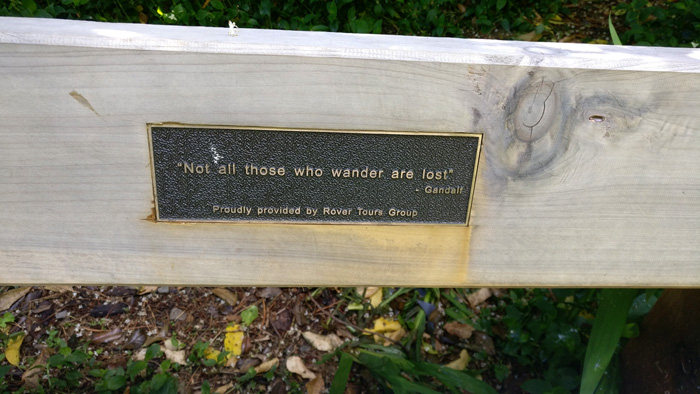 "Not all those who wander are lost"
- Gandalf
Proudly provided by Rover Tours Group